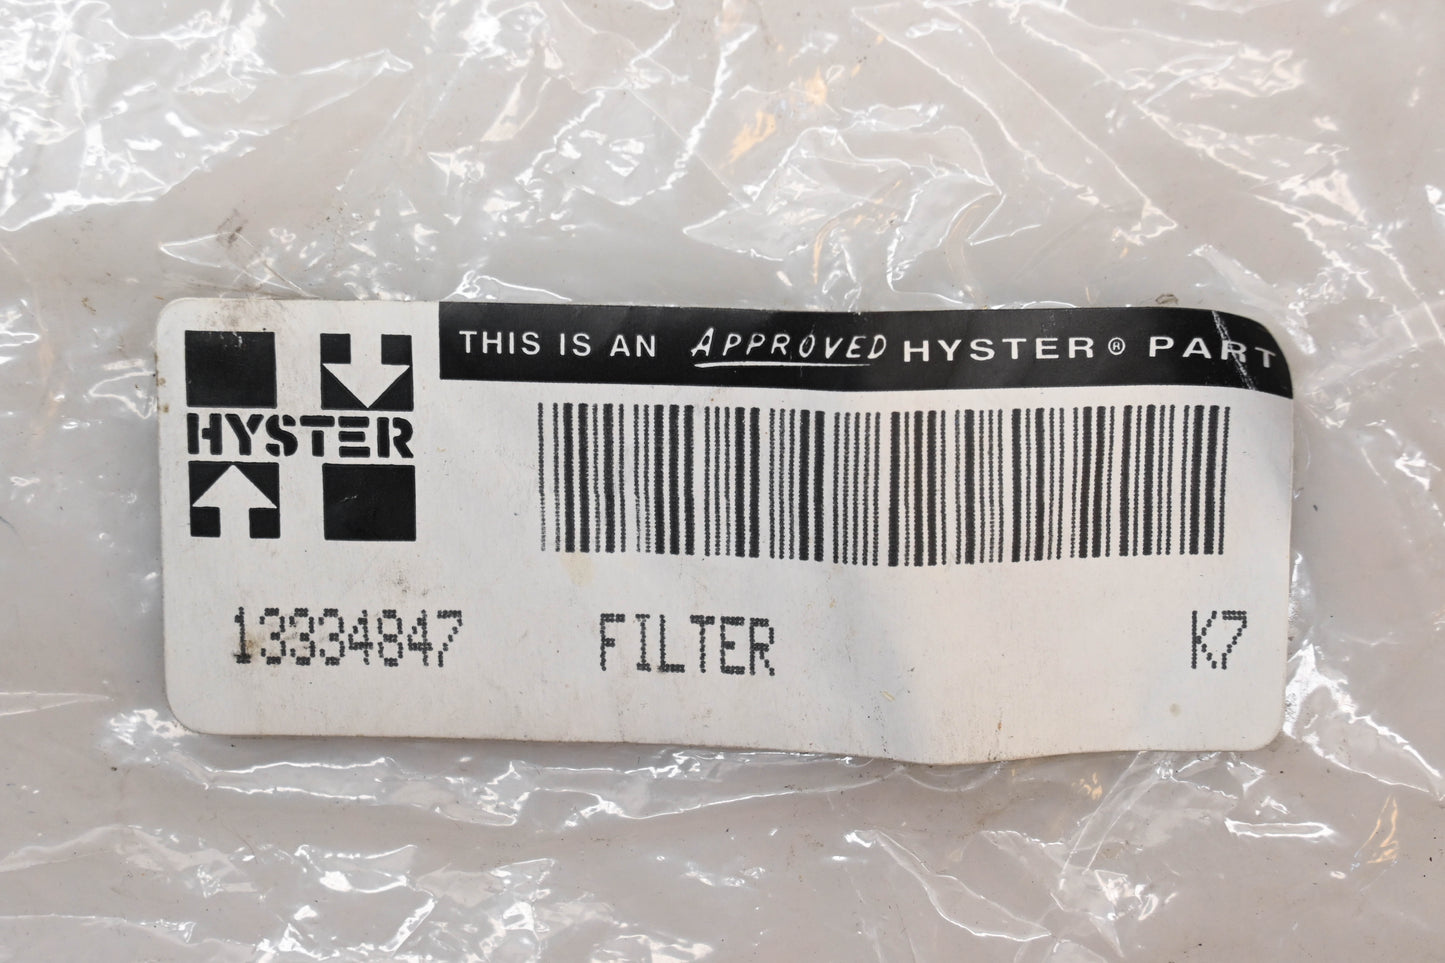 THIS IS AN APPROVED HYSTER® PART
HYSTER
13334847 FILTER K7